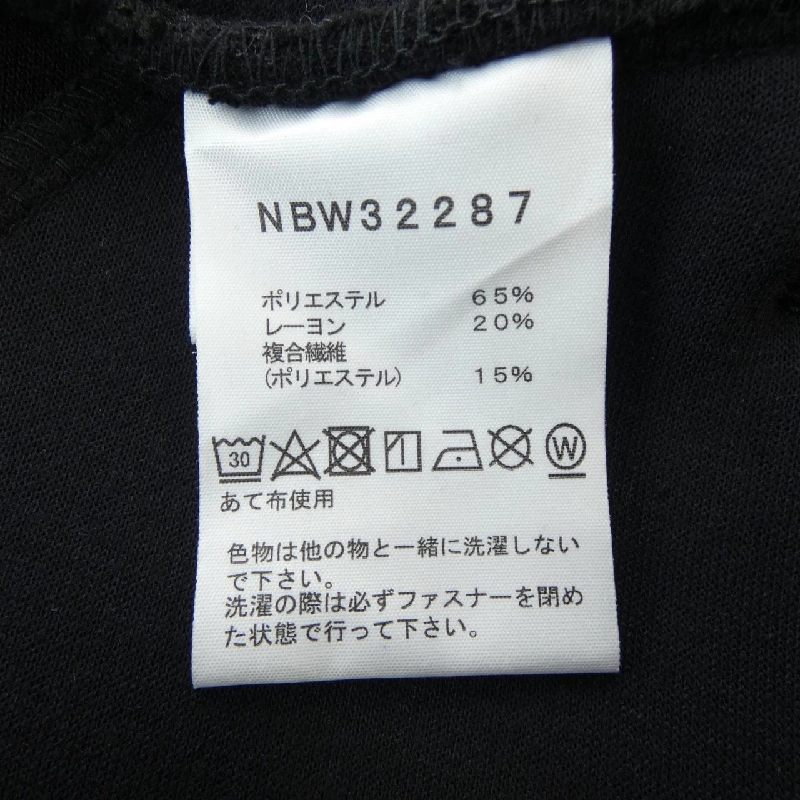 NBW32287
ポリエステル 65%
レーヨン 20%
複合繊維
(ポリエステル) 15%
30 W
あて布使用
色物は他の物と一緒に洗濯しない
で下さい。
洗濯の際は必ずファスナーを閉め
た状態で行って下さい。